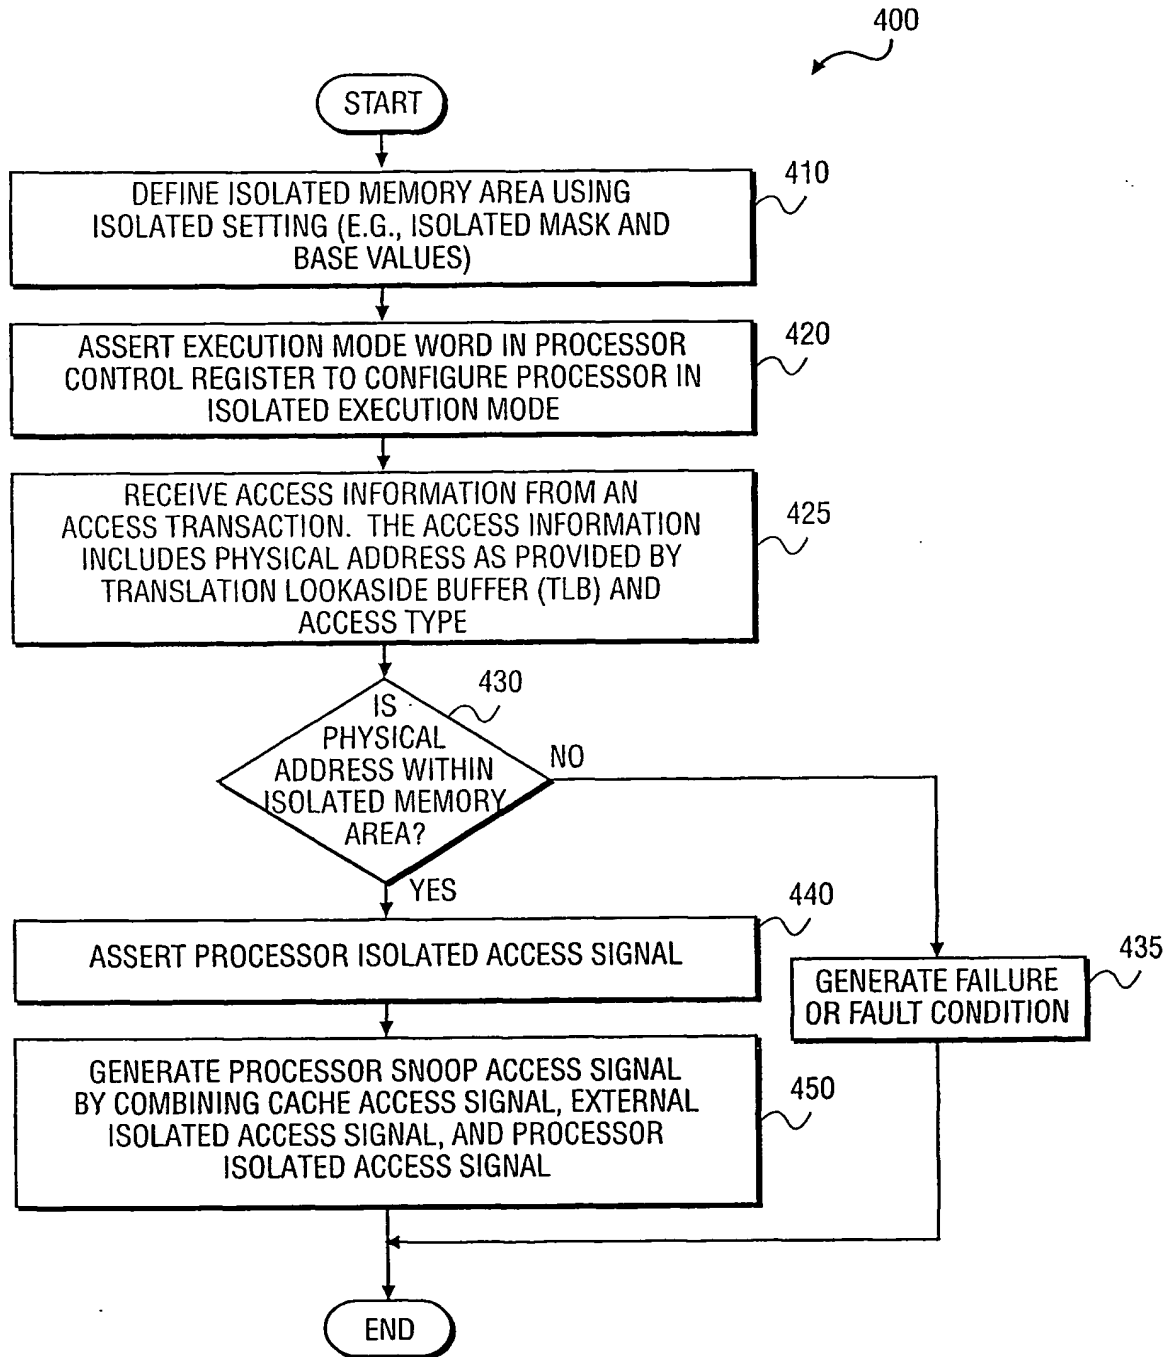 400
START
DEFINE ISOLATED MEMORY AREA USING
ISOLATED SETTING (E.G., ISOLATED MASK AND
BASE VALUES)
410
ASSERT EXECUTION MODE WORD IN PROCESSOR
CONTROL REGISTER TO CONFIGURE PROCESSOR IN
ISOLATED EXECUTION MODE
420
RECEIVE ACCESS INFORMATION FROM AN
ACCESS TRANSACTION. THE ACCESS INFORMATION
INCLUDES PHYSICAL ADDRESS AS PROVIDED BY
TRANSLATION LOOKASIDE BUFFER (TLB) AND
ACCESS TYPE
425
430
IS
PHYSICAL
ADDRESS WITHIN
ISOLATED MEMORY
AREA?
NO
YES
ASSERT PROCESSOR ISOLATED ACCESS SIGNAL
440
GENERATE FAILURE
OR FAULT CONDITION
435
GENERATE PROCESSOR SNOOP ACCESS SIGNAL
BY COMBINING CACHE ACCESS SIGNAL, EXTERNAL
ISOLATED ACCESS SIGNAL, AND PROCESSOR
ISOLATED ACCESS SIGNAL
450
END